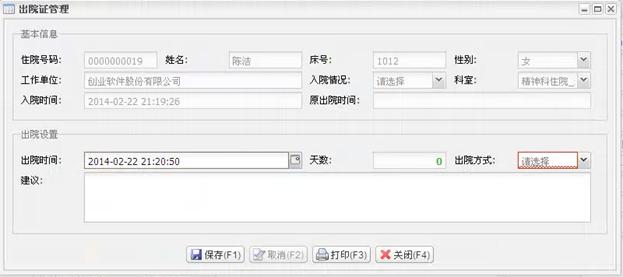 出院证管理
基本信息
住院号码: 0000000019 姓名: 陈洁 床号: 1012 性别: 女
工作单位: 创业软件股份有限公司 入院情况: 请选择 科室: 精神科住院_
入院时间: 2014-02-22 21:19:26 原出院时间:
出院设置
出院时间: 2014-02-22 21:20:50 天数: 0 出院方式: 请选择
建议:
保存(F1) 取消(F2) 打印(F3) 关闭(F4)